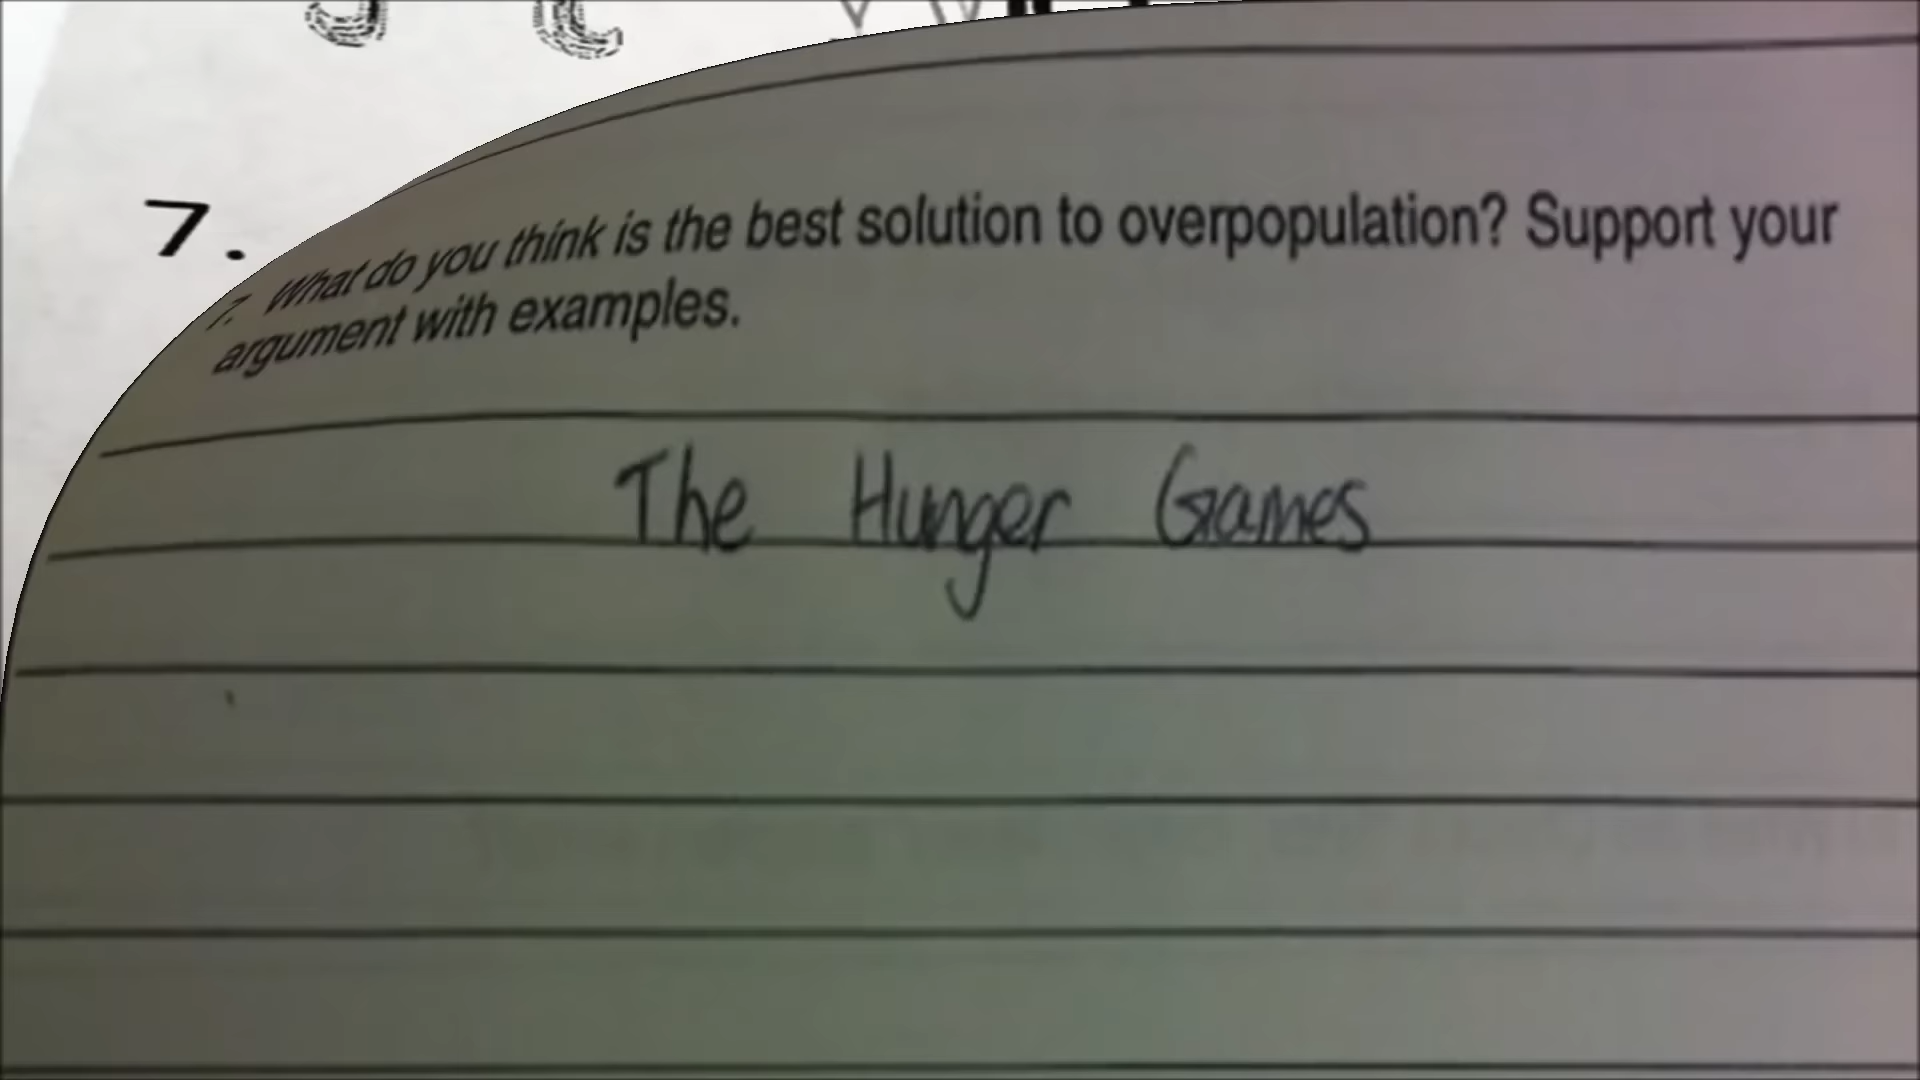 7.
7. What do you think is the best solution to overpopulation? Support your
argument with examples.
The Hunger Games